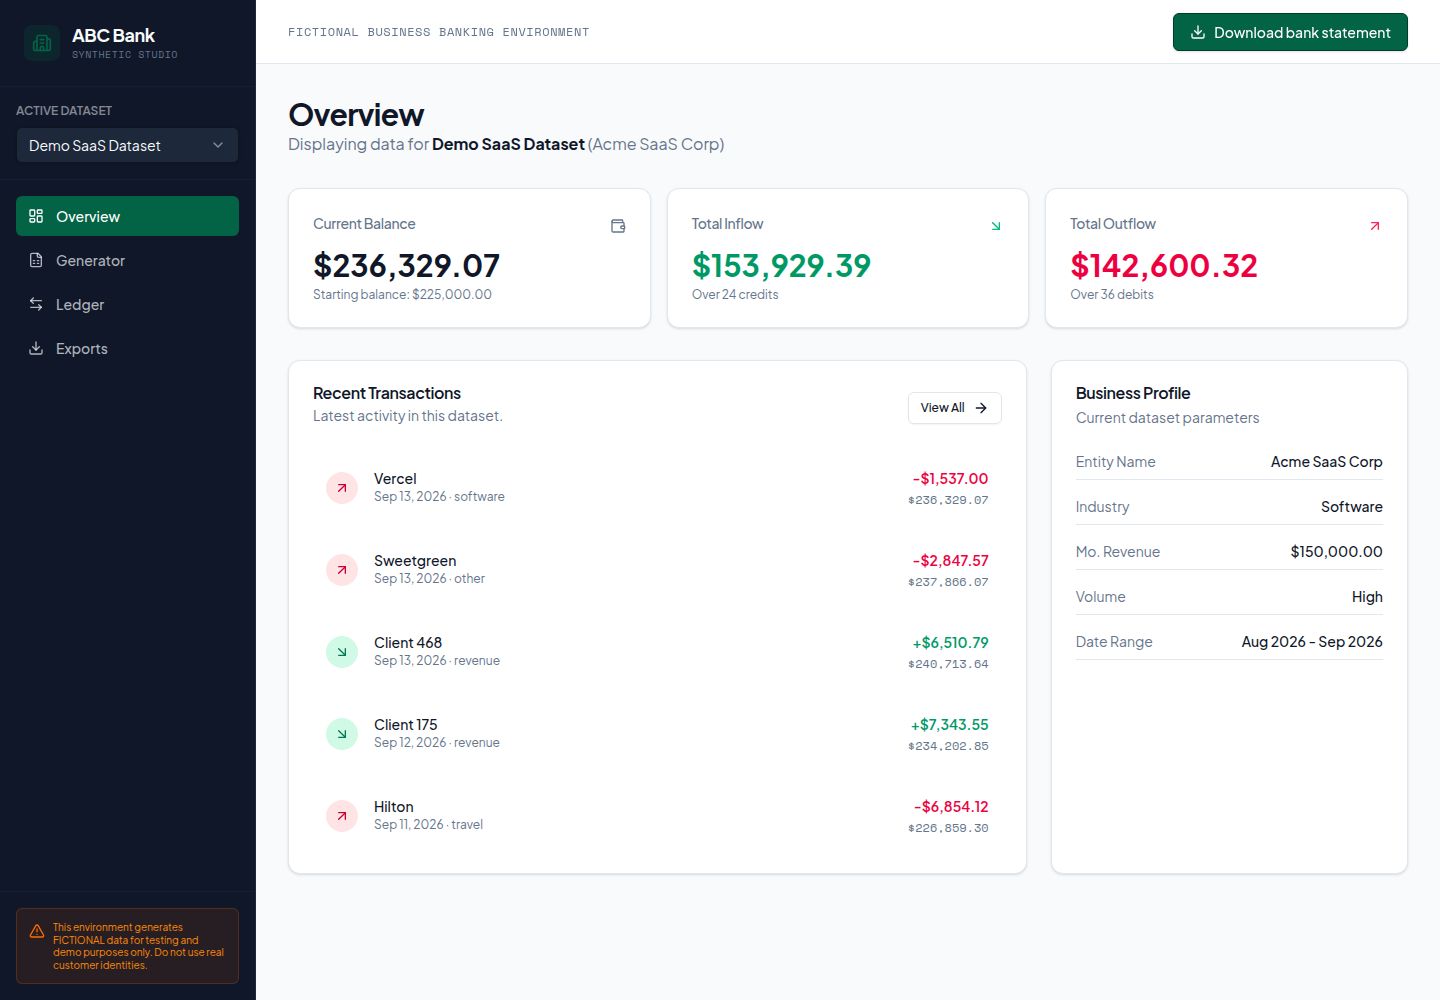 ABC Bank
SYNTHETIC STUDIO
ACTIVE DATASET
Demo SaaS Dataset
Overview
Generator
Ledger
Exports
This environment generates
FICTIONAL data for testing and
demo purposes only. Do not use real
customer identities.
FICTIONAL BUSINESS BANKING ENVIRONMENT
Download bank statement
Overview
Displaying data for Demo SaaS Dataset (Acme SaaS Corp)
Current Balance
$236,329.07
Starting balance: $225,000.00
Total Inflow
$153,929.39
Over 24 credits
Total Outflow
$142,600.32
Over 36 debits
Recent Transactions
Latest activity in this dataset.
View All
Vercel
Sep 13, 2026 · software
-$1,537.00
$236,329.07
Sweetgreen
Sep 13, 2026 · other
-$2,847.57
$237,866.07
Client 468
Sep 13, 2026 · revenue
+$6,510.79
$240,713.64
Client 175
Sep 12, 2026 · revenue
+$7,343.55
$234,202.85
Hilton
Sep 11, 2026 · travel
-$6,854.12
$226,859.30
Business Profile
Current dataset parameters
Entity Name Acme SaaS Corp
Industry Software
Mo. Revenue $150,000.00
Volume High
Date Range Aug 2026 - Sep 2026